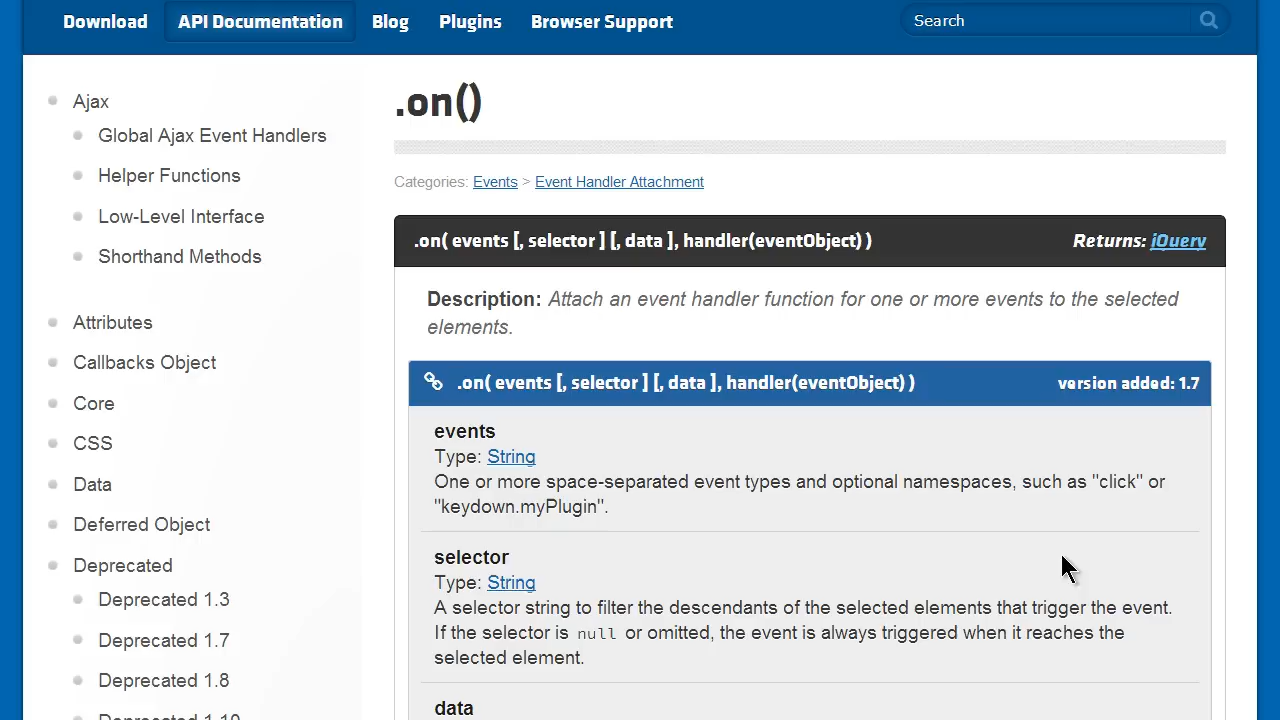 Download API Documentation Blog Plugins Browser Support Search
Ajax
Global Ajax Event Handlers
Helper Functions
Low-Level Interface
Shorthand Methods
Attributes
Callbacks Object
Core
CSS
Data
Deferred Object
Deprecated
Deprecated 1.3
Deprecated 1.7
Deprecated 1.8
Deprecated 1.10
.on()
Categories: Events > Event Handler Attachment
.on( events [, selector ] [, data ], handler(eventObject) ) Returns: jQuery
Description: Attach an event handler function for one or more events to the selected
elements.
.on( events [, selector ] [, data ], handler(eventObject) ) version added: 1.7
events
Type: String
One or more space-separated event types and optional namespaces, such as "click" or
"keydown.myPlugin".
selector
Type: String
A selector string to filter the descendants of the selected elements that trigger the event.
If the selector is null or omitted, the event is always triggered when it reaches the
selected element.
data